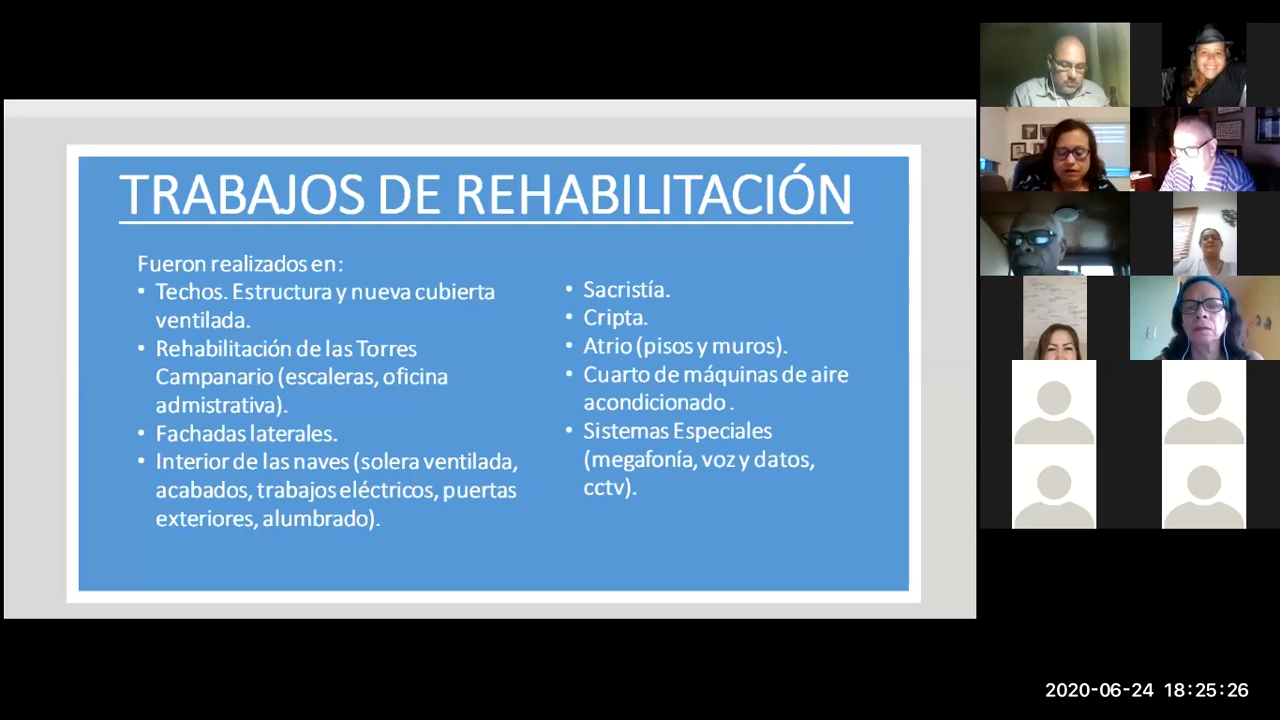 TRABAJOS DE REHABILITACIÓN
Fueron realizados en:
• Techos. Estructura y nueva cubierta
ventilada.
• Rehabilitación de las Torres
Campanario (escaleras, oficina
admistrativa).
• Fachadas laterales.
• Interior de las naves (solera ventilada,
acabados, trabajos eléctricos, puertas
exteriores, alumbrado).
• Sacristía.
• Cripta.
• Atrio (pisos y muros).
• Cuarto de máquinas de aire
acondicionado .
• Sistemas Especiales
(megafonía, voz y datos,
cctv).
2020-06-24 18:25:26